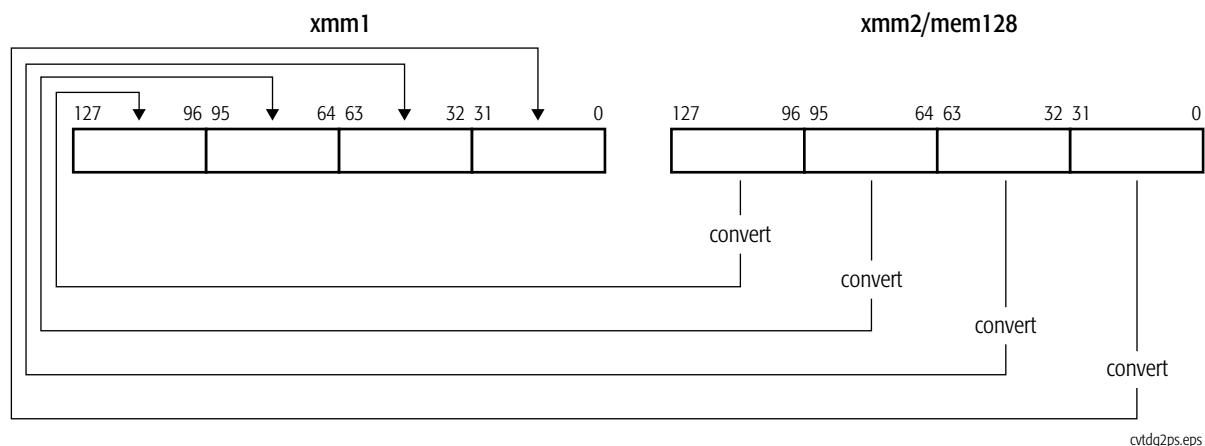 xmm1 xmm2/mem128
127 96 95 64 63 32 31 0 127 96 95 64 63 32 31 0
convert
convert
convert
convert
cvtdq2ps.eps